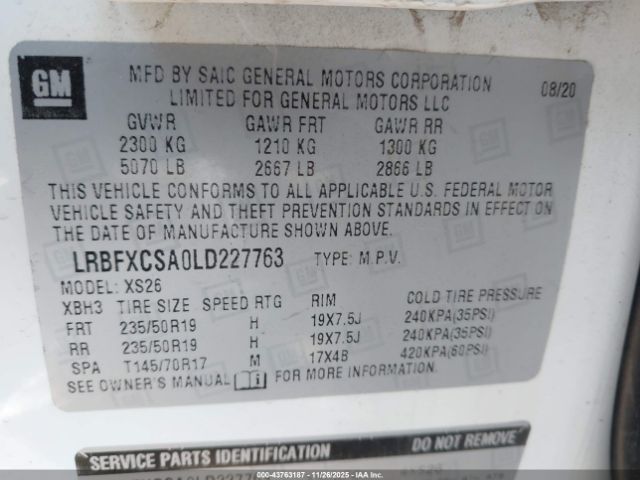 GM
MFD BY SAIC GENERAL MOTORS CORPORATION 08/20
LIMITED FOR GENERAL MOTORS LLC
GVWR GAWR FRT GAWR RR
2300 KG 1210 KG 1300 KG
5070 LB 2667 LB 2866 LB
THIS VEHICLE CONFORMS TO ALL APPLICABLE U.S. FEDERAL MOTOR
VEHICLE SAFETY AND THEFT PREVENTION STANDARDS IN EFFECT ON
THE DATE OF MANUFACTURE SHOWN ABOVE.
LRBFXCSA0LD227763 TYPE: M.P.V.
MODEL: XS26
XBH3 TIRE SIZE SPEED RTG RIM COLD TIRE PRESSURE
FRT 235/50R19 H 19X7.5J 240KPA(35PSI)
RR 235/50R19 H 19X7.5J 240KPA(35PSI)
SPA T145/70R17 M 17X4B 420KPA(60PSI)
SEE OWNER'S MANUAL FOR MORE INFORMATION.
SERVICE PARTS IDENTIFICATION DO NOT REMOVE
© IAA - 43763187 - 11/26/2025 - IAAI.COM